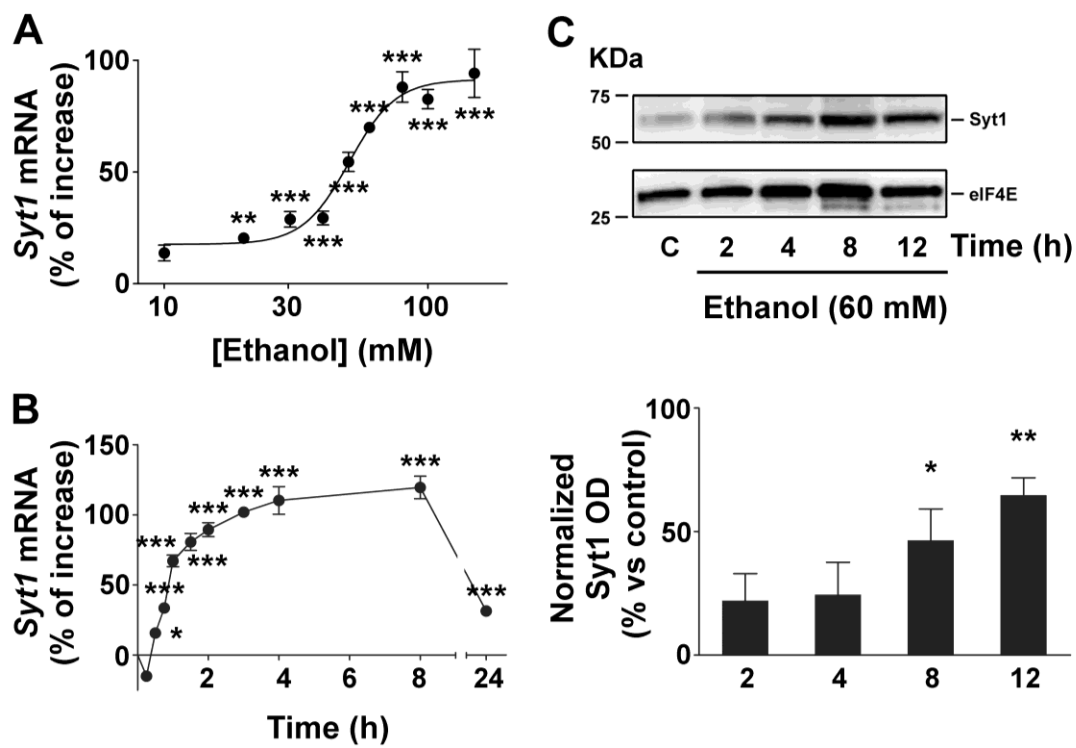 A
Syt1 mRNA
(% of increase)
100
50
0
***
***
***
**
***
***
***
***
10
30
100
[Ethanol] (mM)
B
Syt1 mRNA
(% of increase)
150
100
50
0
***
***
***
***
***
***
***
*
***
2
4
6
8
24
Time (h)
C
KDa
75
50
Syt1
25
eIF4E
C 2 4 8 12 Time (h)
Ethanol (60 mM)
Normalized
Syt1 OD
(% vs control)
100
50
0
*
**
2 4 8 12